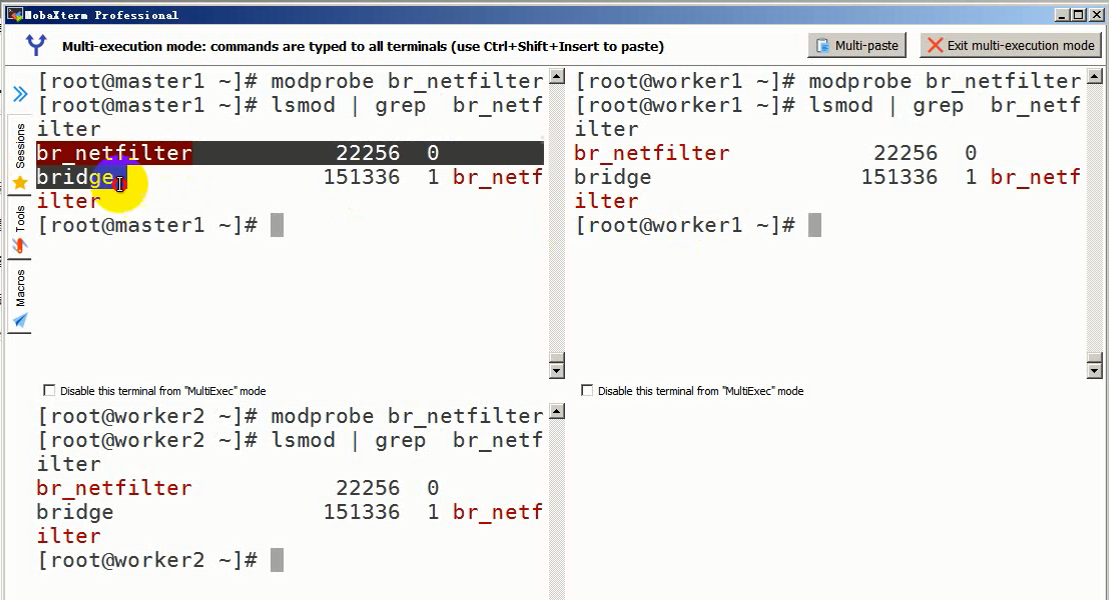 MobaXterm Professional
Multi-execution mode: commands are typed to all terminals (use Ctrl+Shift+Insert to paste)
Multi-paste
Exit multi-execution mode
Sessions
Tools
Macros
[root@master1 ~]# modprobe br_netfilter
[root@master1 ~]# lsmod | grep  br_netf
ilter
br_netfilter           22256  0
bridge                151336  1 br_netf
ilter
[root@master1 ~]#
[root@worker1 ~]# modprobe br_netfilter
[root@worker1 ~]# lsmod | grep  br_netf
ilter
br_netfilter           22256  0
bridge                151336  1 br_netf
ilter
[root@worker1 ~]#
Disable this terminal from "MultiExec" mode
Disable this terminal from "MultiExec" mode
[root@worker2 ~]# modprobe br_netfilter
[root@worker2 ~]# lsmod | grep  br_netf
ilter
br_netfilter           22256  0
bridge                151336  1 br_netf
ilter
[root@worker2 ~]#